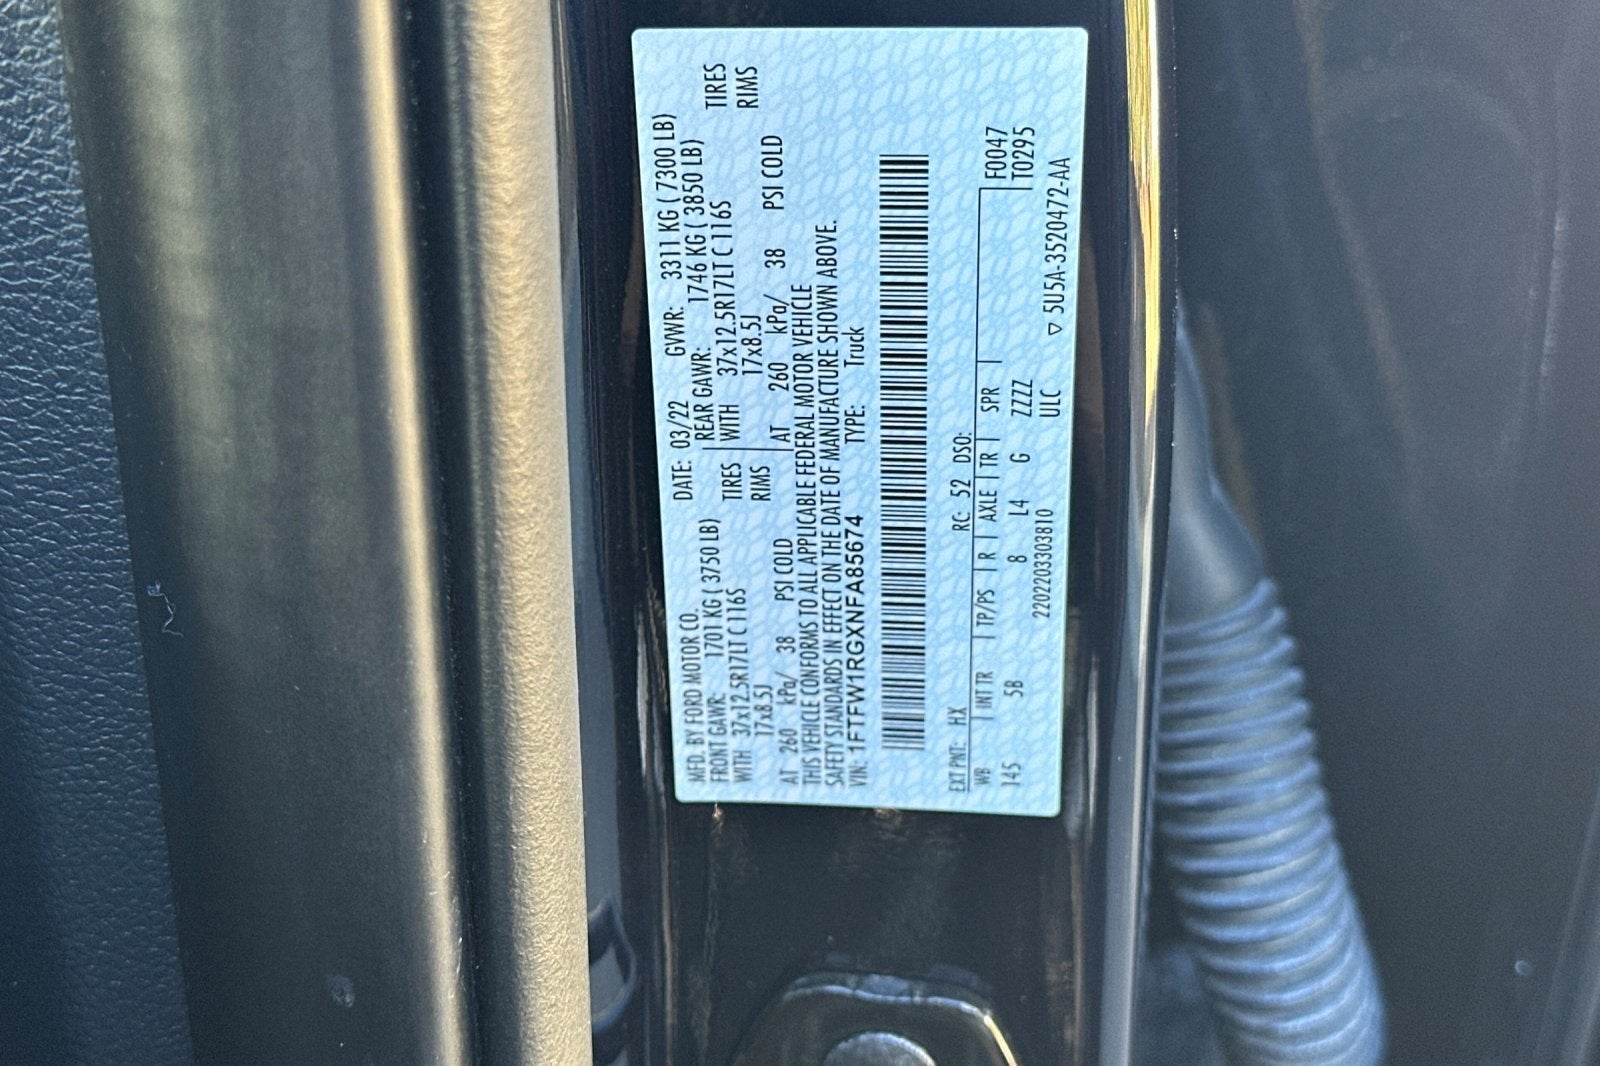 MFD. BY FORD MOTOR CO. DATE: 03/22 GVWR: 3311 KG ( 7300 LB)
FRONT GAWR: 1701 KG ( 3750 LB) REAR GAWR: 1746 KG ( 3850 LB)
WITH 37x12.5R17LT C 116S TIRES WITH 37x12.5R17LT C 116S TIRES
17x8.5J RIMS 17x8.5J RIMS
AT 260 kPa/ 38 PSI COLD AT 260 kPa/ 38 PSI COLD
THIS VEHICLE CONFORMS TO ALL APPLICABLE FEDERAL MOTOR VEHICLE
SAFETY STANDARDS IN EFFECT ON THE DATE OF MANUFACTURE SHOWN ABOVE.
VIN: 1FTFW1RGXNFA85674 TYPE: Truck
EXT PNT: HX RC: 52 DSO:
WB INT TR TP/PS R AXLE TR SPR F0047
145 5B 8 L4 G ZZZZ T0295
2202203303810 ULC ▽ 5U5A-3520472-AA